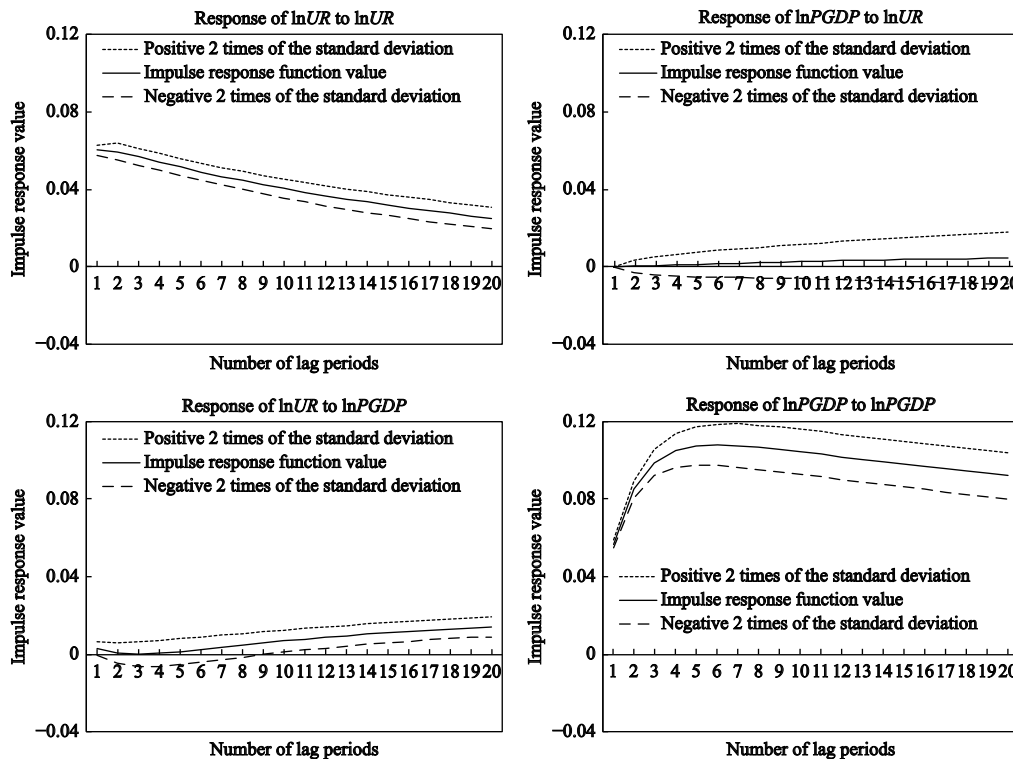 Response of lnUR to lnUR
0.12
Positive 2 times of the standard deviation
Impulse response function value
Negative 2 times of the standard deviation
0.08
0.04
0
1 2 3 4 5 6 7 8 9 10 11 12 13 14 15 16 17 18 19 20
−0.04
Impulse response value
Number of lag periods
Response of lnPGDP to lnUR
0.12
Positive 2 times of the standard deviation
Impulse response function value
Negative 2 times of the standard deviation
0.08
0.04
0
1 2 3 4 5 6 7 8 9 10 11 12 13 14 15 16 17 18 19 20
−0.04
Impulse response value
Number of lag periods
Response of lnUR to lnPGDP
0.12
Positive 2 times of the standard deviation
Impulse response function value
Negative 2 times of the standard deviation
0.08
0.04
0
1 2 3 4 5 6 7 8 9 10 11 12 13 14 15 16 17 18 19 20
−0.04
Impulse response value
Number of lag periods
Response of lnPGDP to lnPGDP
0.12
0.08
0.04
Positive 2 times of the standard deviation
Impulse response function value
Negative 2 times of the standard deviation
0
1 2 3 4 5 6 7 8 9 10 11 12 13 14 15 16 17 18 19 20
−0.04
Impulse response value
Number of lag periods